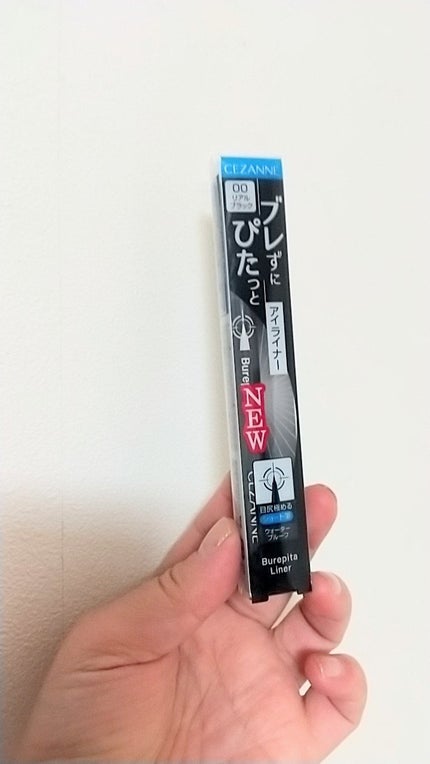 CEZANNE
00
リアル
ブラック
ブレずに
ぴたっと
アイライナー
Bure
NEW
CEZANNE
目尻極める
ショート筆
ウォーター
プルーフ
Burepita
Liner